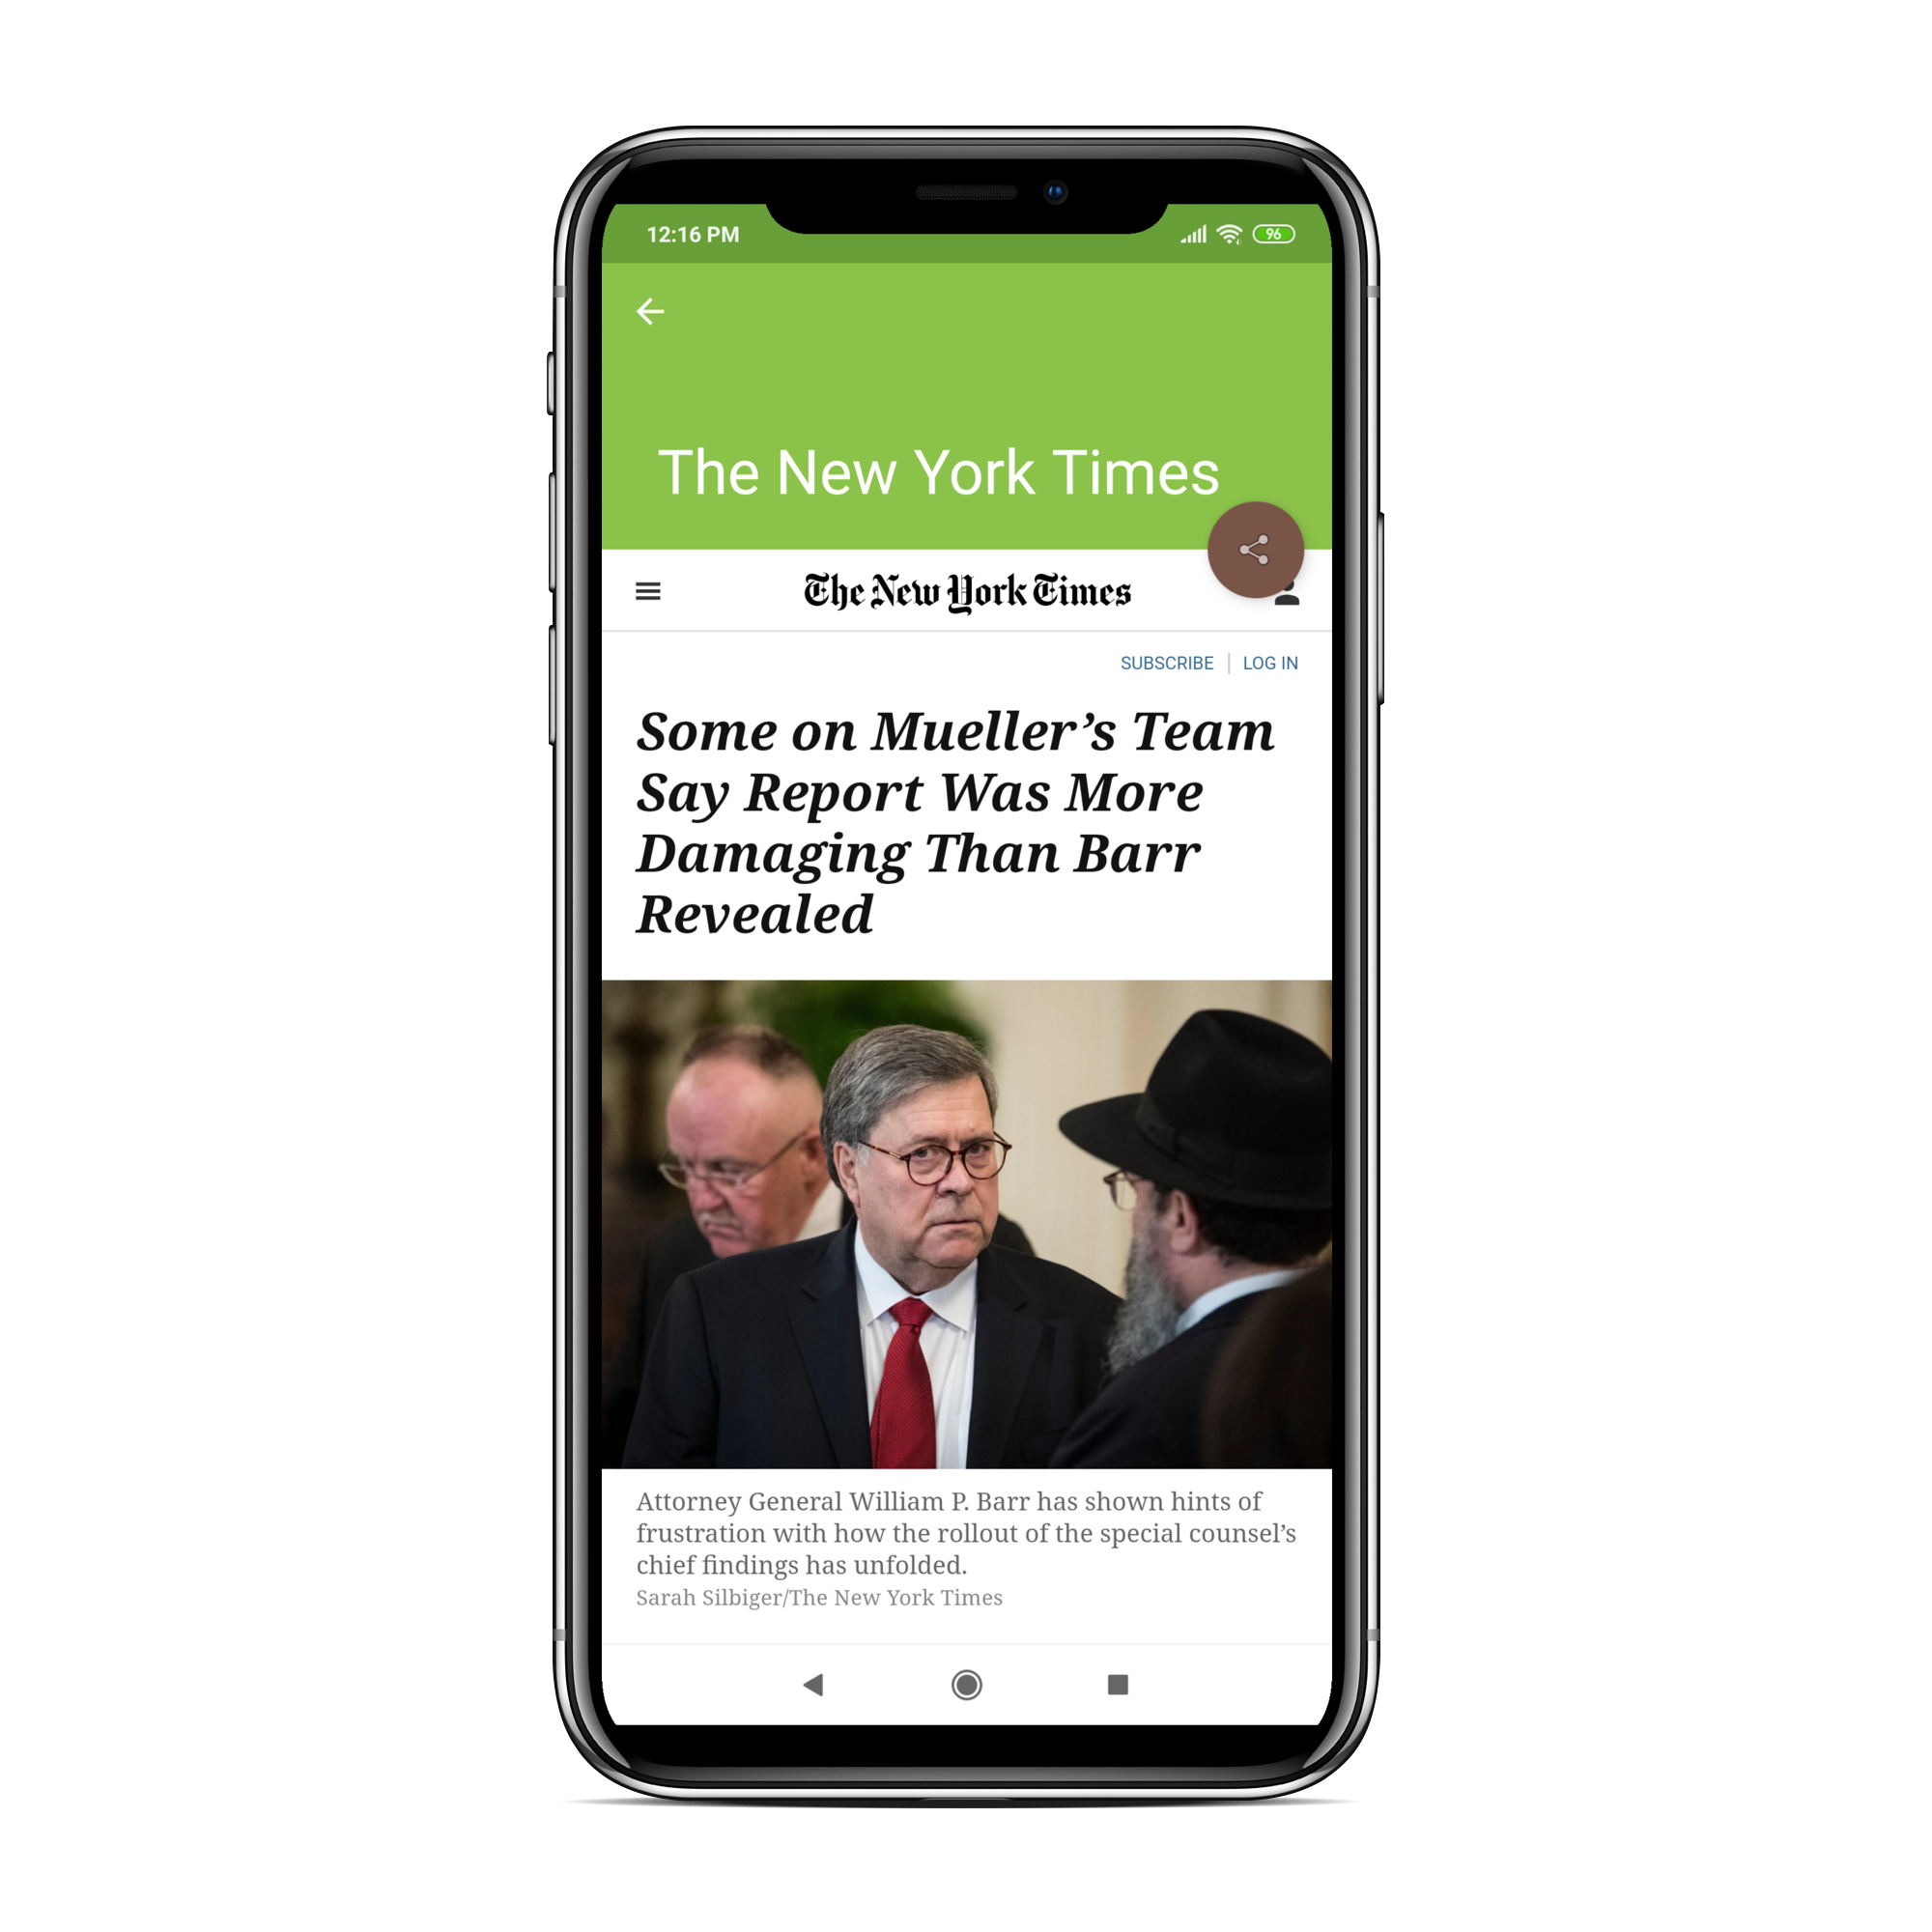 12:16 PM
96
The New York Times
The New York Times
SUBSCRIBE | LOG IN
Some on Mueller’s Team
Say Report Was More
Damaging Than Barr
Revealed
Attorney General William P. Barr has shown hints of
frustration with how the rollout of the special counsel’s
chief findings has unfolded.
Sarah Silbiger/The New York Times